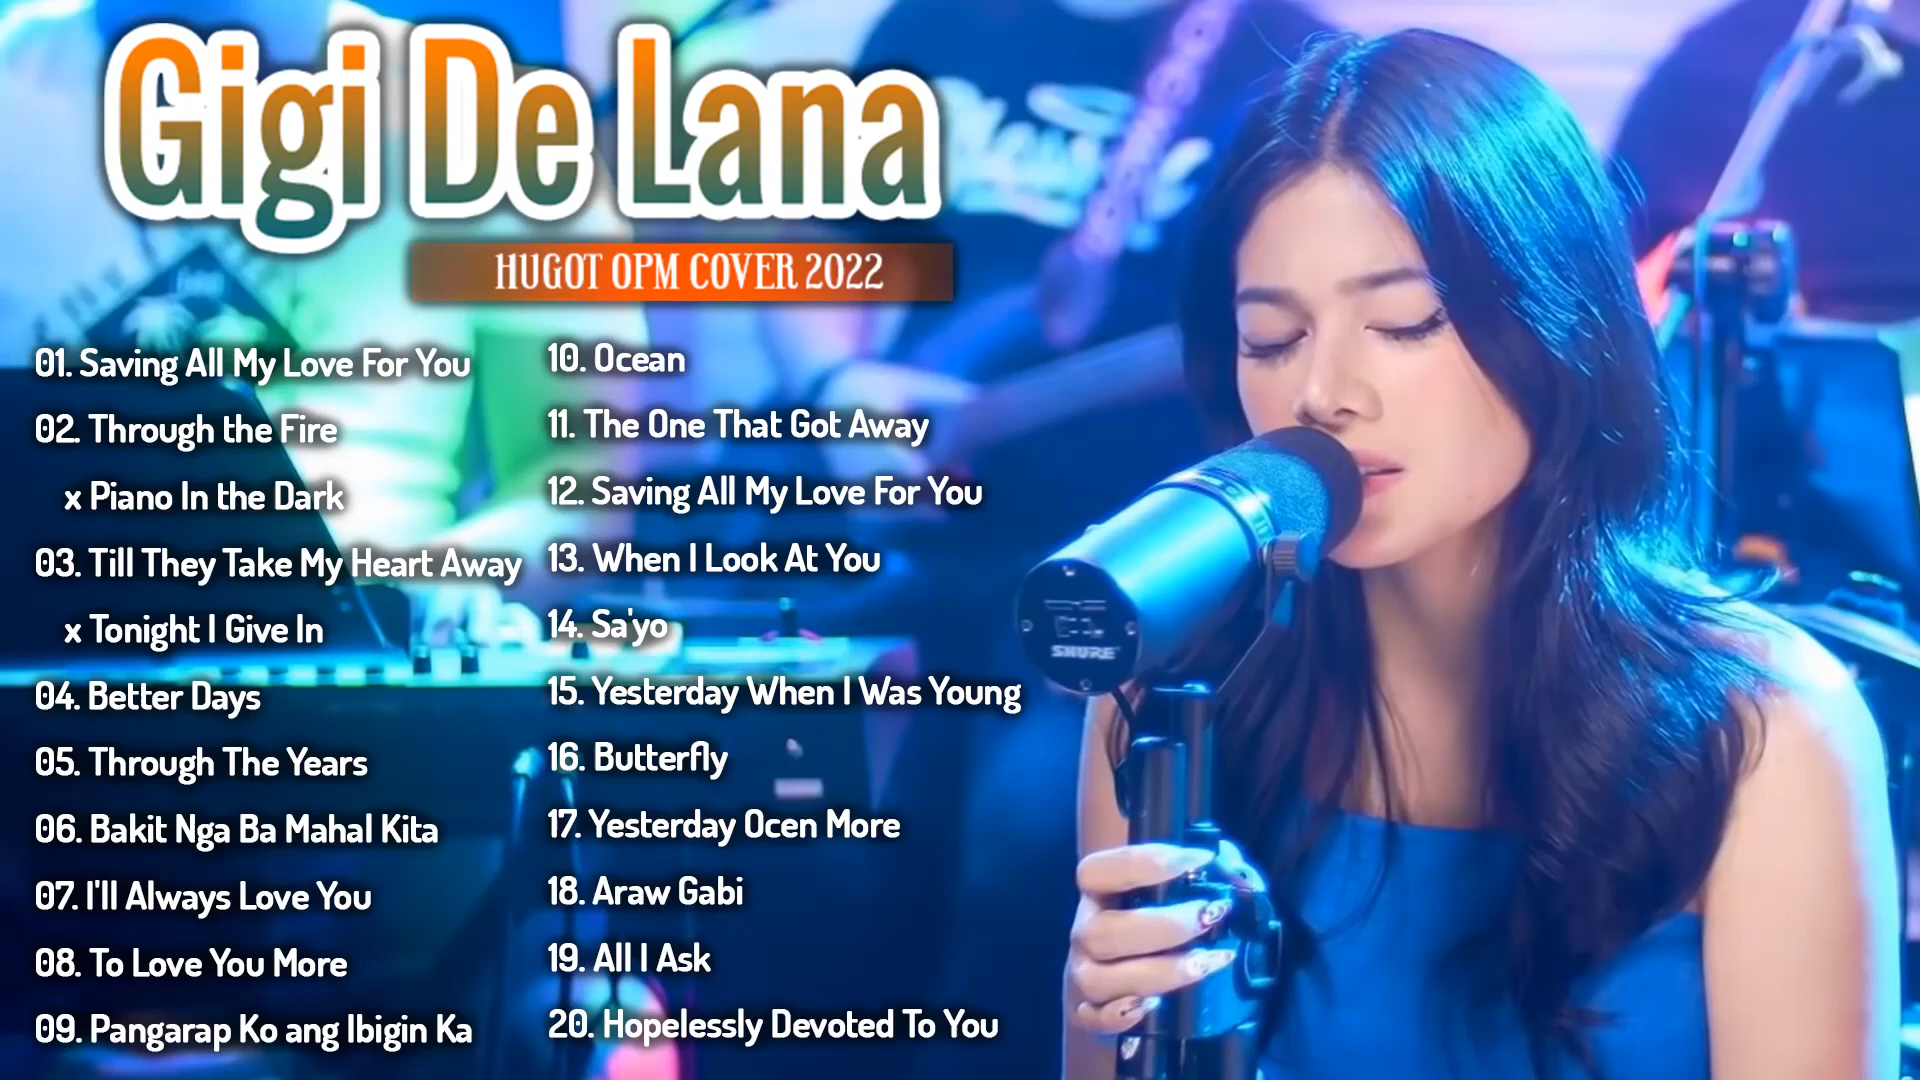 Gigi De Lana
HUGOT OPM COVER 2022
01. Saving All My Love For You
02. Through the Fire
x Piano In the Dark
03. Till They Take My Heart Away
x Tonight I Give In
04. Better Days
05. Through The Years
06. Bakit Nga Ba Mahal Kita
07. I'll Always Love You
08. To Love You More
09. Pangarap Ko ang Ibigin Ka
10. Ocean
11. The One That Got Away
12. Saving All My Love For You
13. When I Look At You
14. Sa'yo
15. Yesterday When I Was Young
16. Butterfly
17. Yesterday Ocen More
18. Araw Gabi
19. All I Ask
20. Hopelessly Devoted To You
SHURE